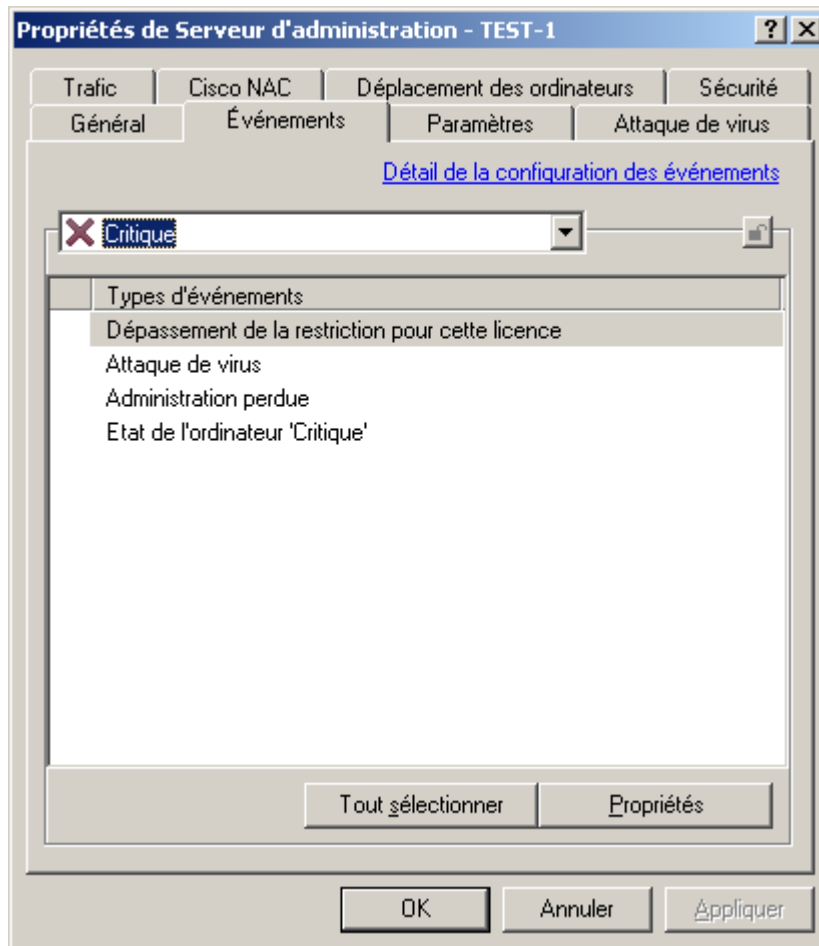 Propriétés de Serveur d'administration - TEST-1
Trafic Cisco NAC Déplacement des ordinateurs Sécurité
Général Événements Paramètres Attaque de virus
Détail de la configuration des événements
Critique
Types d'événements
Dépassement de la restriction pour cette licence
Attaque de virus
Administration perdue
Etat de l'ordinateur 'Critique'
Tout sélectionner Propriétés
OK Annuler Appliquer